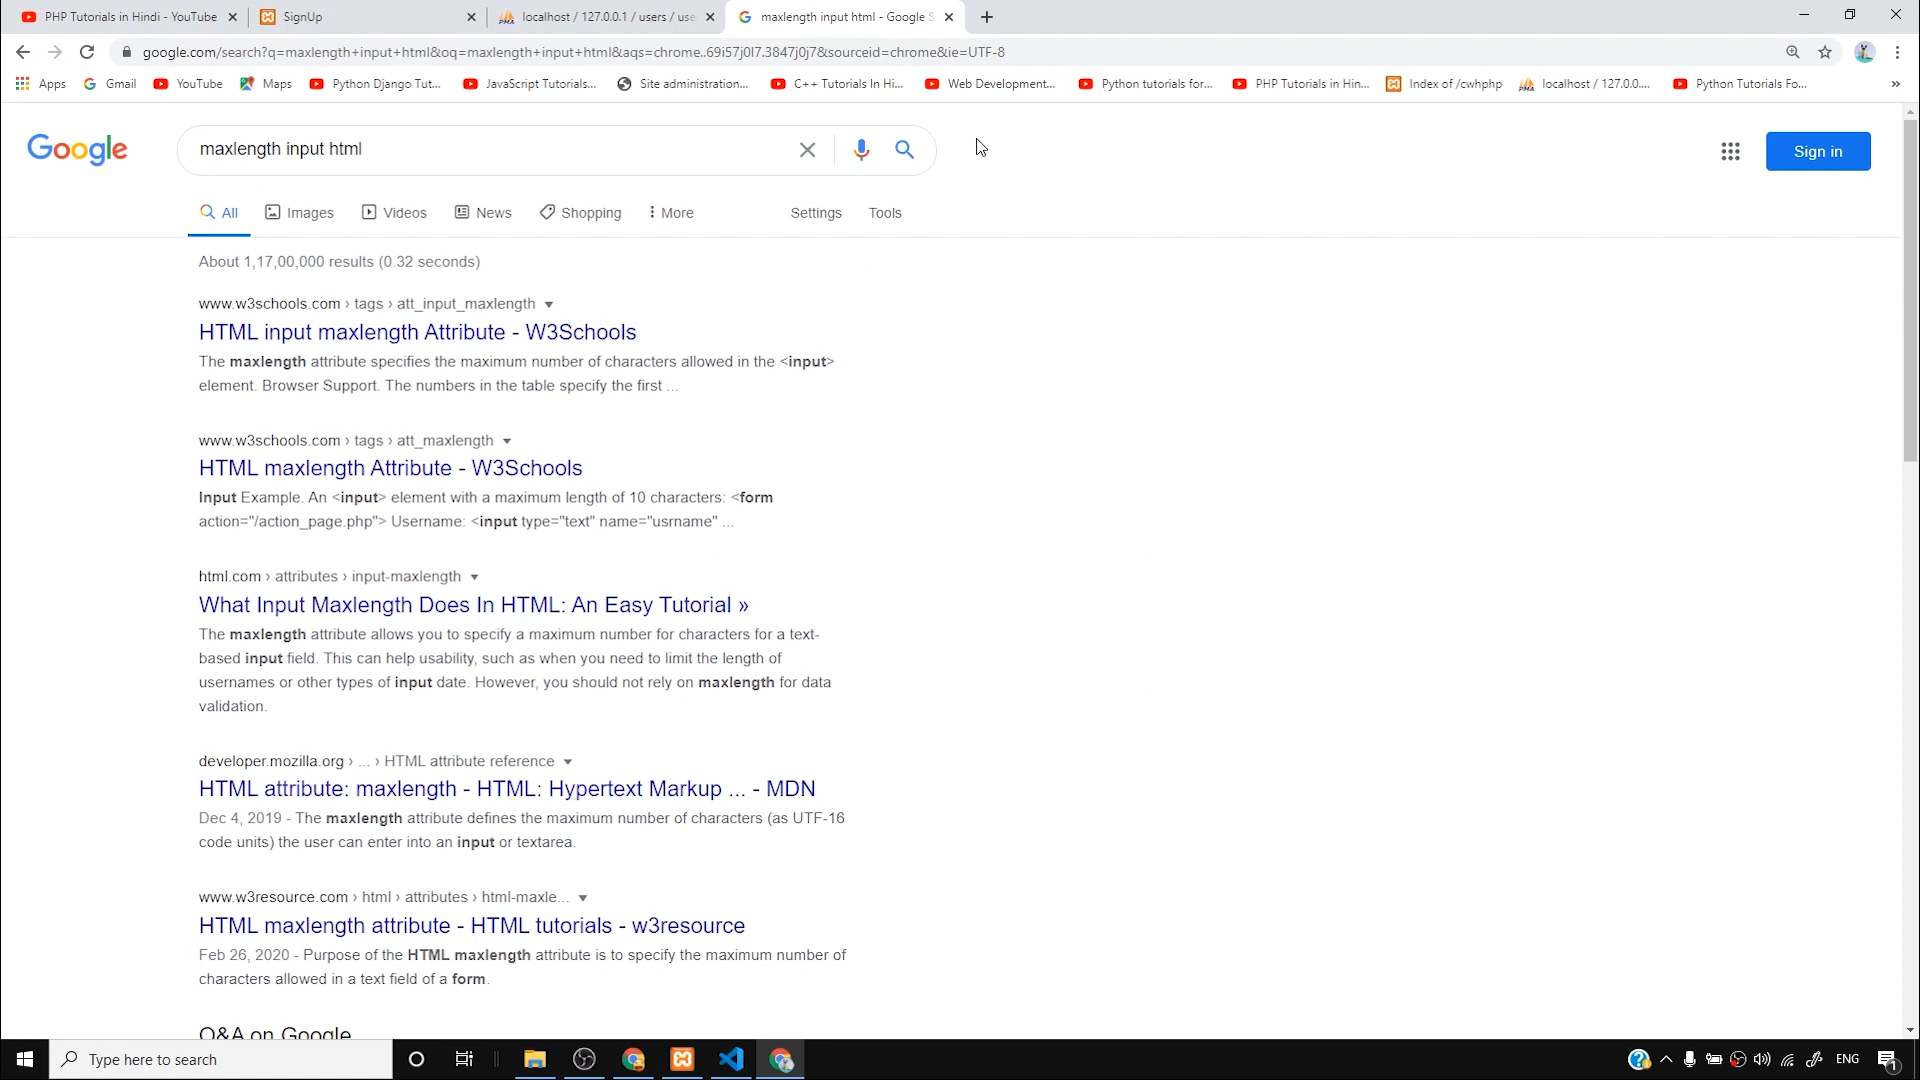 PHP Tutorials in Hindi - YouTube
SignUp
localhost / 127.0.0.1 / users / use
maxlength input html - Google S
google.com/search?q=maxlength+input+html&oq=maxlength+input+html&aqs=chrome..69i57j0l7.3847j0j7&sourceid=chrome&ie=UTF-8
Apps
Gmail
YouTube
Maps
Python Django Tut...
JavaScript Tutorials...
Site administration...
C++ Tutorials In Hi...
Web Development...
Python tutorials for...
PHP Tutorials in Hin...
Index of /cwhphp
localhost / 127.0.0....
Python Tutorials Fo...
»
Google
maxlength input html
Sign in
All
Images
Videos
News
Shopping
More
Settings
Tools
About 1,17,00,000 results (0.32 seconds)
www.w3schools.com › tags › att_input_maxlength
HTML input maxlength Attribute - W3Schools
The maxlength attribute specifies the maximum number of characters allowed in the <input>
element. Browser Support. The numbers in the table specify the first ...
www.w3schools.com › tags › att_maxlength
HTML maxlength Attribute - W3Schools
Input Example. An <input> element with a maximum length of 10 characters: <form
action="/action_page.php"> Username: <input type="text" name="usrname" ...
html.com › attributes › input-maxlength
What Input Maxlength Does In HTML: An Easy Tutorial »
The maxlength attribute allows you to specify a maximum number for characters for a text-
based input field. This can help usability, such as when you need to limit the length of
usernames or other types of input date. However, you should not rely on maxlength for data
validation.
developer.mozilla.org › ... › HTML attribute reference
HTML attribute: maxlength - HTML: Hypertext Markup ... - MDN
Dec 4, 2019 - The maxlength attribute defines the maximum number of characters (as UTF-16
code units) the user can enter into an input or textarea.
www.w3resource.com › html › attributes › html-maxle...
HTML maxlength attribute - HTML tutorials - w3resource
Feb 26, 2020 - Purpose of the HTML maxlength attribute is to specify the maximum number of
characters allowed in a text field of a form.
Q&A on Google
Type here to search
ENG
1